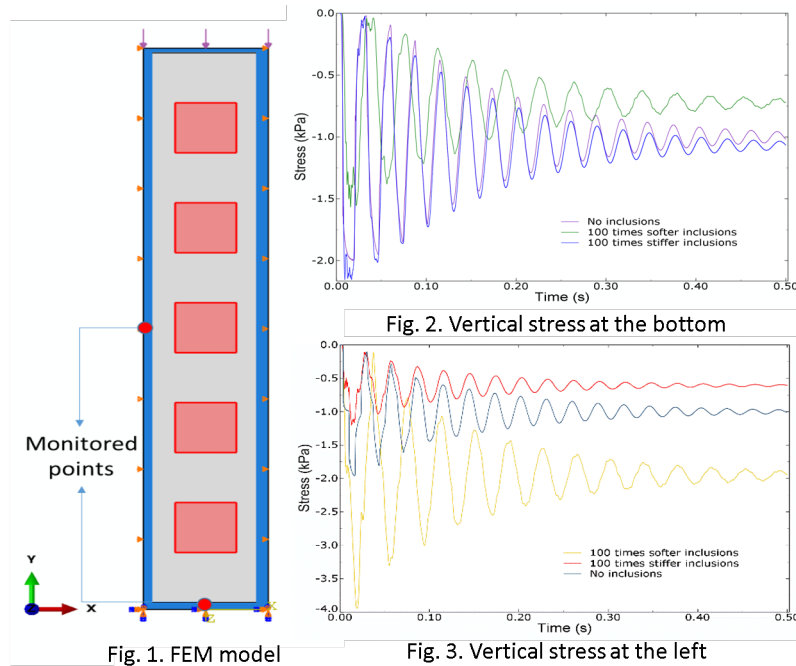 Y
X
Z
X
Monitored
points
Fig. 1. FEM model
0.0
-0.5
-1.0
-1.5
-2.0
Stress (kPa)
No inclusions
100 times softer inclusions
100 times stiffer inclusions
0.00
0.10
0.20
0.30
0.40
0.50
Time (s)
Fig. 2. Vertical stress at the bottom
0.0
-0.5
-1.0
-1.5
-2.0
-2.5
-3.0
-3.5
-4.0
Stress (kPa)
100 times softer inclusions
100 times stiffer inclusions
No inclusions
0.00
0.10
0.20
0.30
0.40
0.50
Time (s)
Fig. 3. Vertical stress at the left